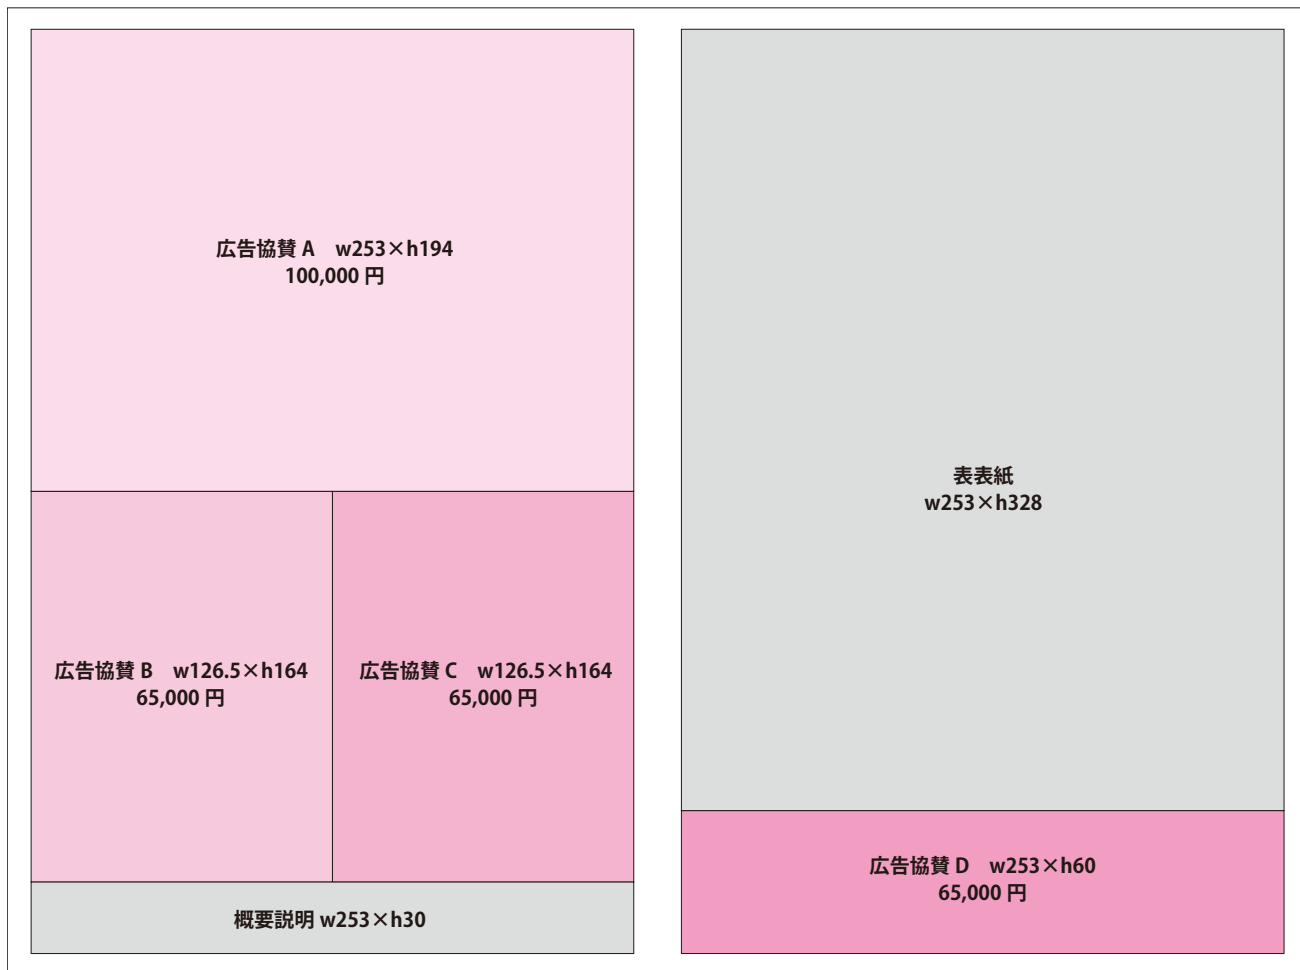 広告協賛 A　w253×h194
100,000 円
広告協賛 B　w126.5×h164
65,000 円
広告協賛 C　w126.5×h164
65,000 円
概要説明 w253×h30
表表紙
w253×h328
広告協賛 D　w253×h60
65,000 円